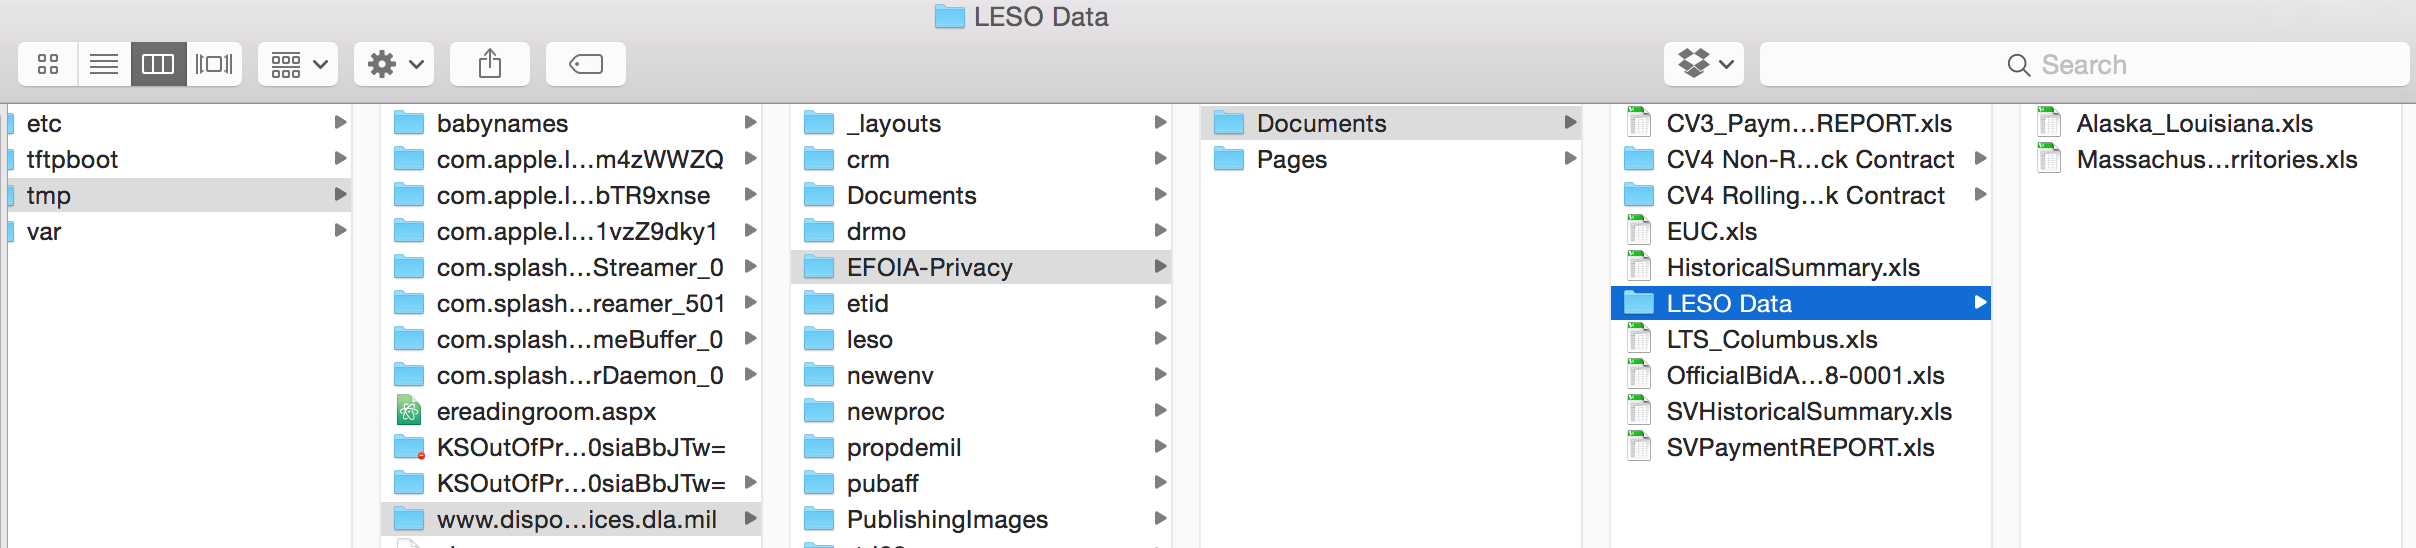 LESO Data
Search
etc
tftpboot
tmp
var
babynames
com.apple.l...m4zWWZQ
com.apple.l...bTR9xnse
com.apple.l...1vzZ9dky1
com.splash...Streamer_0
com.splash...reamer_501
com.splash...meBuffer_0
com.splash...rDaemon_0
ereadingroom.aspx
KSOutOfPr...0siaBbJTw=
KSOutOfPr...0siaBbJTw=
www.dispo...ices.dla.mil
_layouts
crm
Documents
drmo
EFOIA-Privacy
etid
leso
newenv
newproc
propdemil
pubaff
PublishingImages
Documents
Pages
CV3_Paym...REPORT.xls
CV4 Non-R...ck Contract
CV4 Rolling...k Contract
EUC.xls
HistoricalSummary.xls
LESO Data
LTS_Columbus.xls
OfficialBidA...8-0001.xls
SVHistoricalSummary.xls
SVPaymentREPORT.xls
Alaska_Louisiana.xls
Massachus...rritories.xls